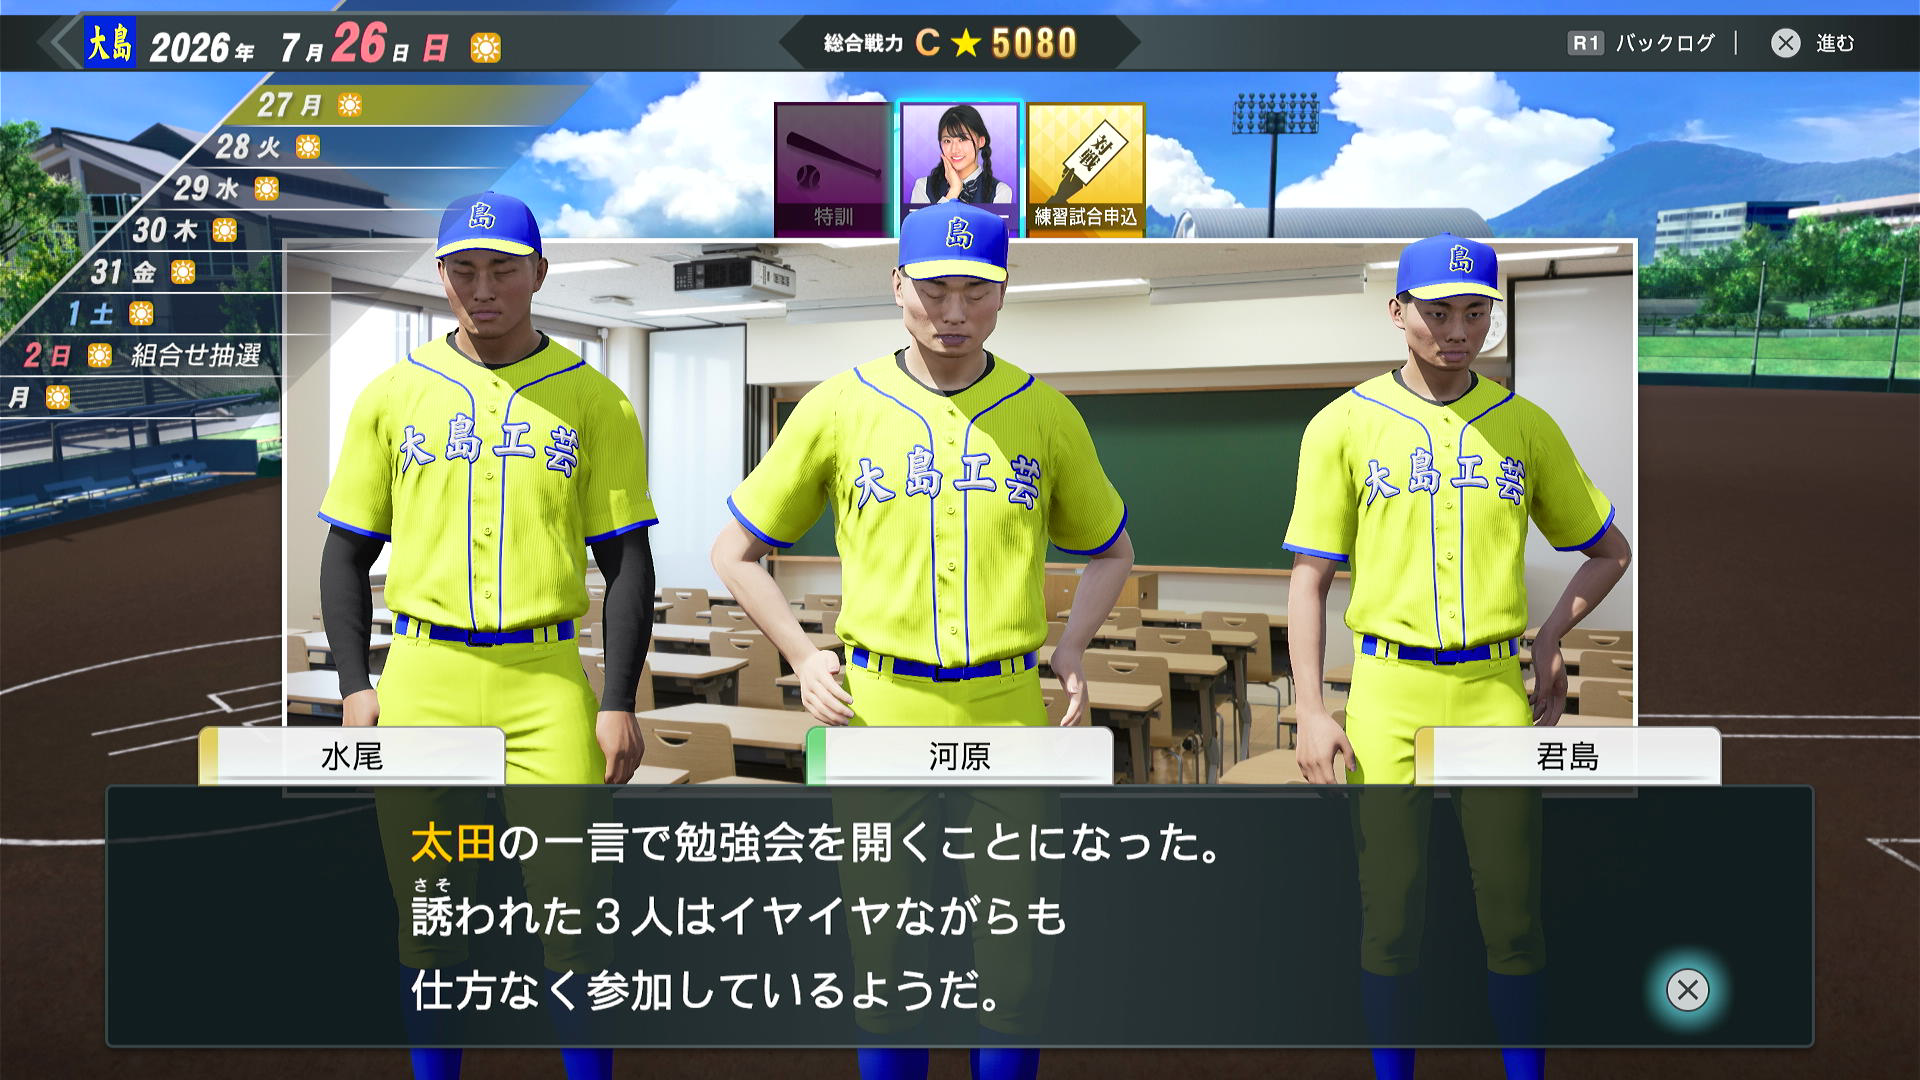 大島 2026年 7月26日 日
総合戦力 C ★ 5080
R1 バックログ | 進む
27 月
28 火
29 水
30 木
31 金
1 土
2 日 組合せ抽選
月
特訓
対戦
練習試合申込
島
島
島
大島工芸
大島工芸
大島工芸
水尾
河原
君島
太田の一言で勉強会を開くことになった。
さそ
誘われた3人はイヤイヤながらも
仕方なく参加しているようだ。